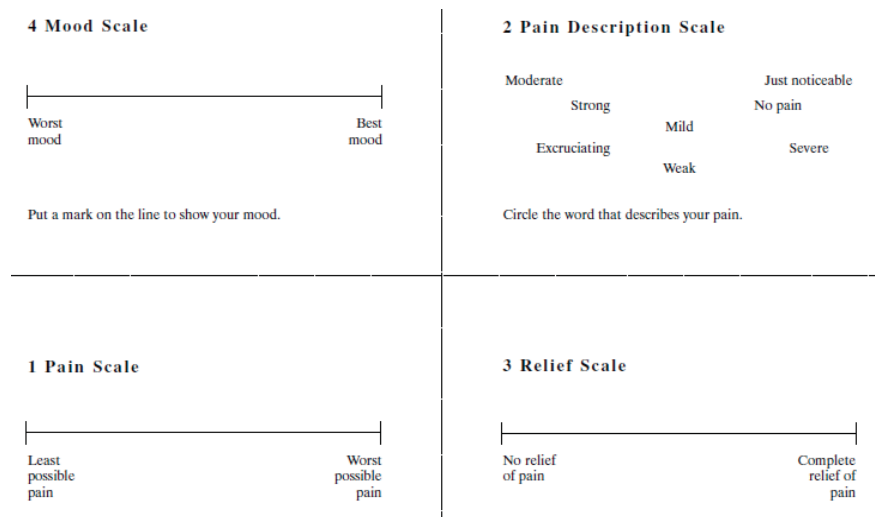 4 Mood Scale
Worst mood
Best mood
Put a mark on the line to show your mood.
2 Pain Description Scale
Moderate
Just noticeable
Strong
No pain
Mild
Excruciating
Severe
Weak
Circle the word that describes your pain.
1 Pain Scale
Least possible pain
Worst possible pain
3 Relief Scale
No relief of pain
Complete relief of pain